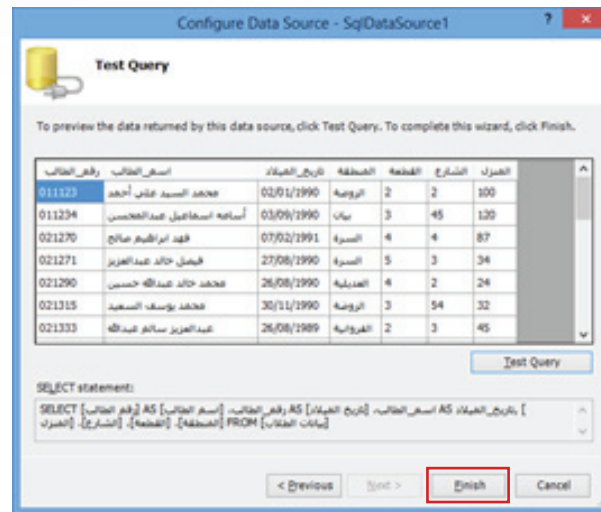 Configure Data Source - SqlDataSource1
Test Query
To preview the data returned by this data source, click Test Query. To complete this wizard, click Finish.
رقم_الطالب اسم_الطالب تاريخ_الميلاد المنطقة القطعة الشارع المنزل
011123 محمد السيد علي أحمد 02/01/1990 الروضة 2 2 100
011234 أسامة اسماعيل عبدالمحسن 03/09/1990 بيان 3 45 120
021270 فهد ابراهيم صالح 07/02/1991 السرة 4 4 87
021271 فيصل خالد عبدالعزيز 27/08/1990 السرة 5 3 34
021290 محمد خالد عبدالله حسين 26/08/1990 العديلية 4 2 24
021315 محمد يوسف السعيد 30/11/1990 الروضة 3 54 32
021333 عبدالعزيز سالم عبدالله 26/08/1989 الفروانية 2 3 45
Test Query
SELECT statement:
SELECT [رقم الطالب] AS رقم_الطالب، [اسم الطالب] AS اسم_الطالب، [تاريخ الميلاد] AS تاريخ_الميلاد، [
المنطقة]، [القطعة]، [الشارع]، [المنزل] FROM [بيانات الطلاب]
< Previous
Next >
Finish
Cancel